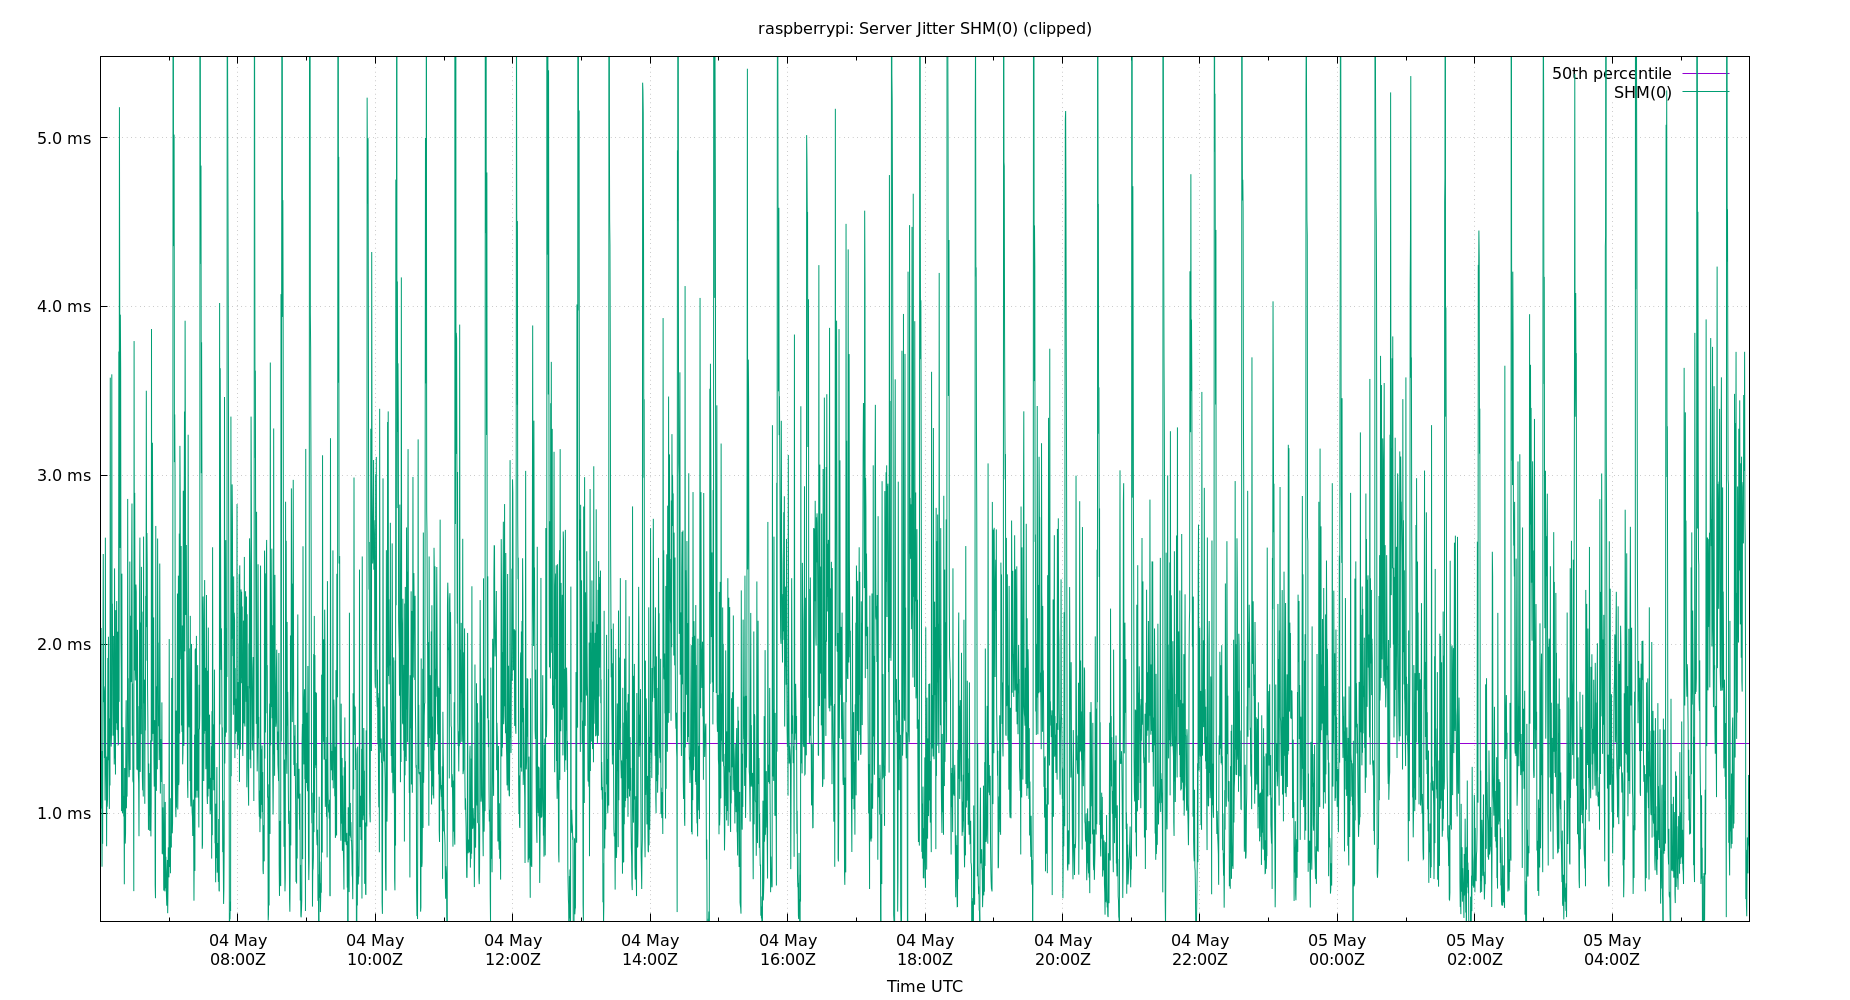 raspberrypi: Server Jitter SHM(0) (clipped)
50th percentile
SHM(0)
5.0 ms
4.0 ms
3.0 ms
2.0 ms
1.0 ms
04 May 04 May 04 May 04 May 04 May 04 May 04 May 04 May 05 May 05 May 05 May
08:00Z 10:00Z 12:00Z 14:00Z 16:00Z 18:00Z 20:00Z 22:00Z 00:00Z 02:00Z 04:00Z
Time UTC